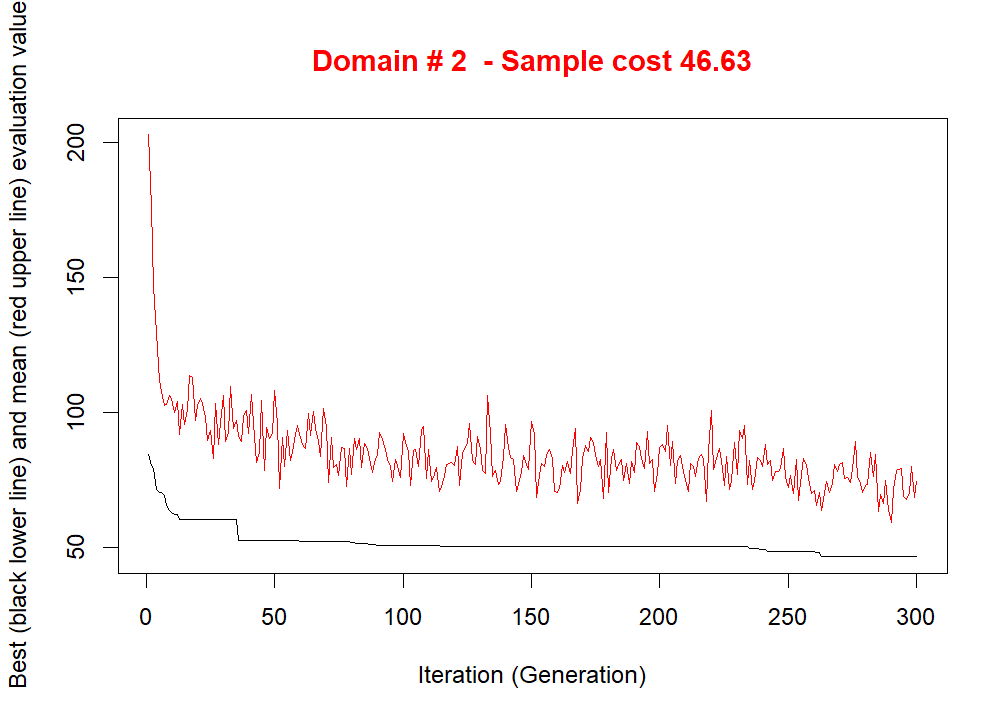 Domain # 2  - Sample cost 46.63
Best (black lower line) and mean (red upper line) evaluation value
200
150
100
50
0 50 100 150 200 250 300
Iteration (Generation)